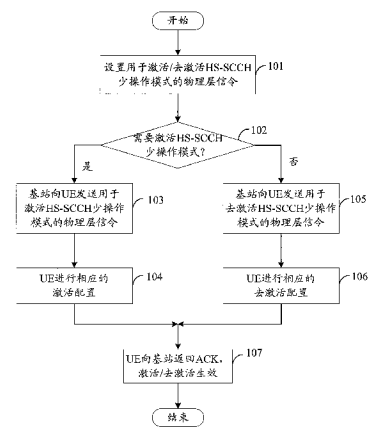 开始
设置用于激活/去激活HS-SCCH
少操作模式的物理层信令
101
需要激活HS-SCCH
少操作模式?
102
是
否
基站向UE发送用于
激活HS-SCCH少操作
模式的物理层信令
103
基站向UE发送用于
去激活HS-SCCH少操作
模式的物理层信令
105
UE进行相应的
激活配置
104
UE进行相应的
去激活配置
106
UE向基站返回ACK,
激活/去激活生效
107
结束